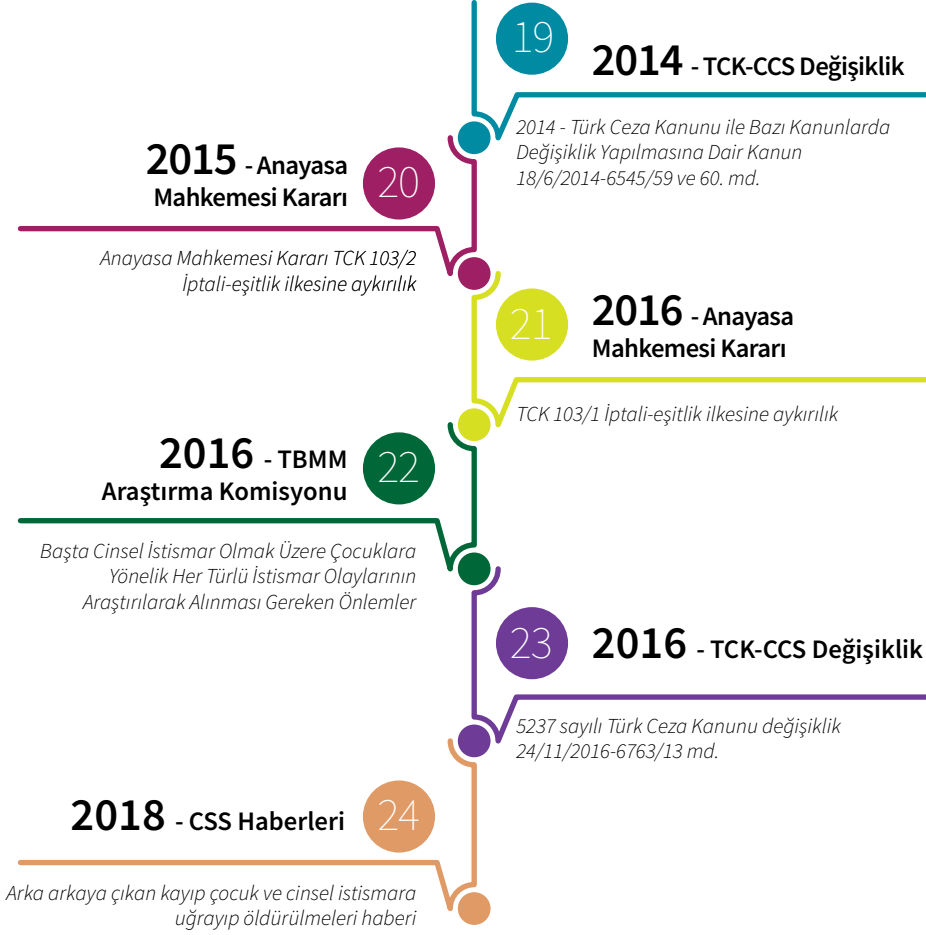 19
2014 - TCK-CCS Değişiklik
2014 - Türk Ceza Kanunu ile Bazı Kanunlarda
Değişiklik Yapılmasına Dair Kanun
18/6/2014-6545/59 ve 60. md.
2015 - Anayasa
Mahkemesi Kararı
20
Anayasa Mahkemesi Kararı TCK 103/2
İptali-eşitlik ilkesine aykırılık
21
2016 - Anayasa
Mahkemesi Kararı
TCK 103/1 İptali-eşitlik ilkesine aykırılık
2016 - TBMM
Araştırma Komisyonu
22
Başta Cinsel İstismar Olmak Üzere Çocuklara
Yönelik Her Türlü İstismar Olaylarının
Araştırılarak Alınması Gereken Önlemler
23
2016 - TCK-CCS Değişiklik
5237 sayılı Türk Ceza Kanunu değişiklik
24/11/2016-6763/13 md.
2018 - CSS Haberleri
24
Arka arkaya çıkan kayıp çocuk ve cinsel istismara
uğrayıp öldürülmeleri haberi